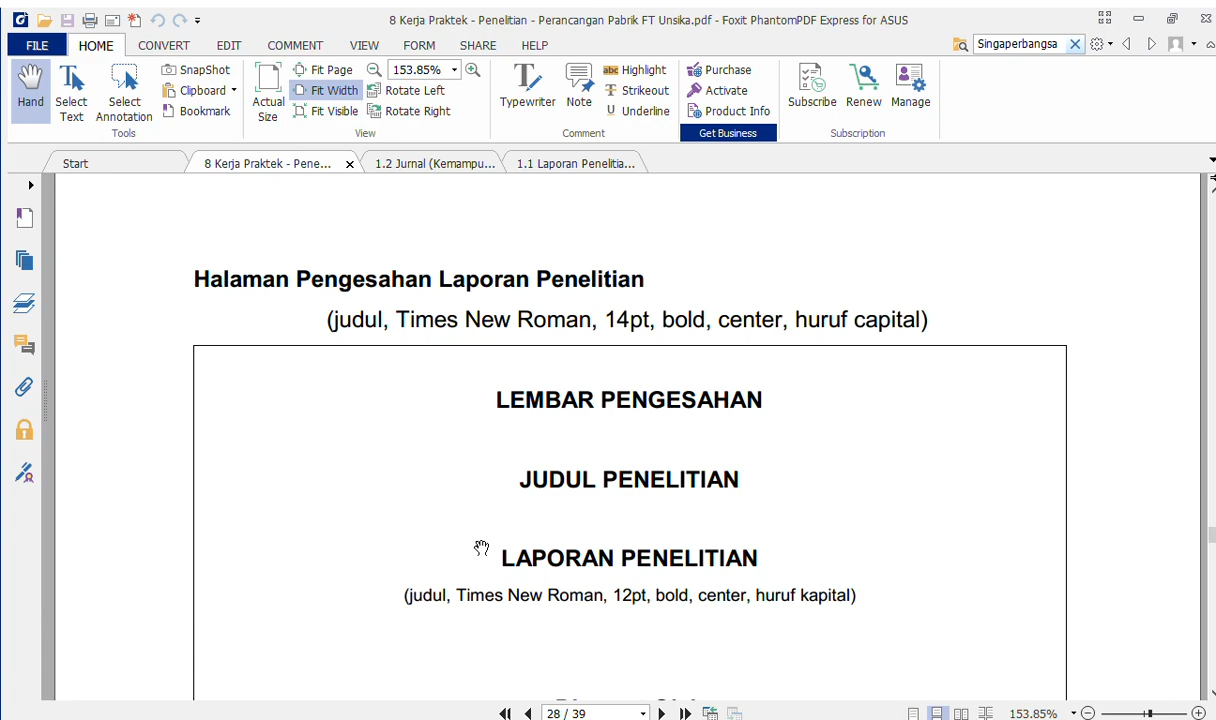 8 Kerja Praktek - Penelitian - Perancangan Pabrik FT Unsika.pdf - Foxit PhantomPDF Express for ASUS
FILE HOME CONVERT EDIT COMMENT VIEW FORM SHARE HELP Singaperbangsa
Hand
Select Text
Select Annotation
SnapShot
Clipboard
Bookmark
Tools
Actual Size
Fit Page
Fit Width
Fit Visible
153.85%
Rotate Left
Rotate Right
View
Typewriter
Note
abc Highlight
Strikeout
Underline
Comment
Purchase
Activate
Product Info
Get Business
Subscribe
Renew
Manage
Subscription
Start
8 Kerja Praktek - Pene...
1.2 Jurnal (Kemampu...
1.1 Laporan Penelitia...
Halaman Pengesahan Laporan Penelitian
(judul, Times New Roman, 14pt, bold, center, huruf capital)
LEMBAR PENGESAHAN
JUDUL PENELITIAN
LAPORAN PENELITIAN
(judul, Times New Roman, 12pt, bold, center, huruf kapital)
28 / 39
153.85%